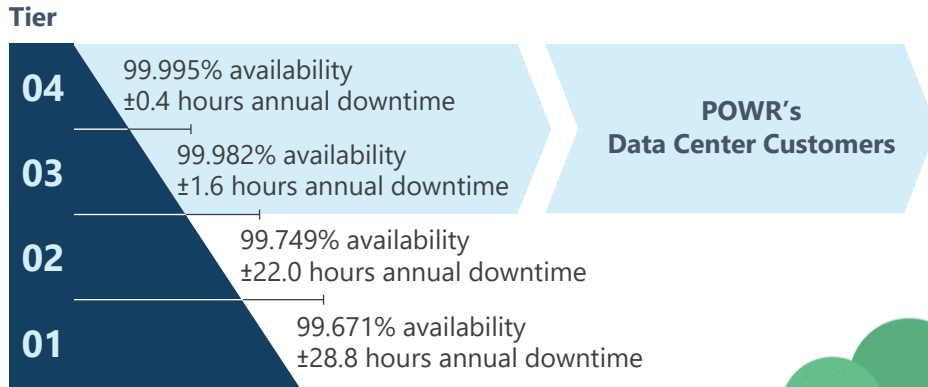 Tier
04
99.995% availability
±0.4 hours annual downtime
POWR's
Data Center Customers
03
99.982% availability
±1.6 hours annual downtime
02
99.749% availability
±22.0 hours annual downtime
01
99.671% availability
±28.8 hours annual downtime